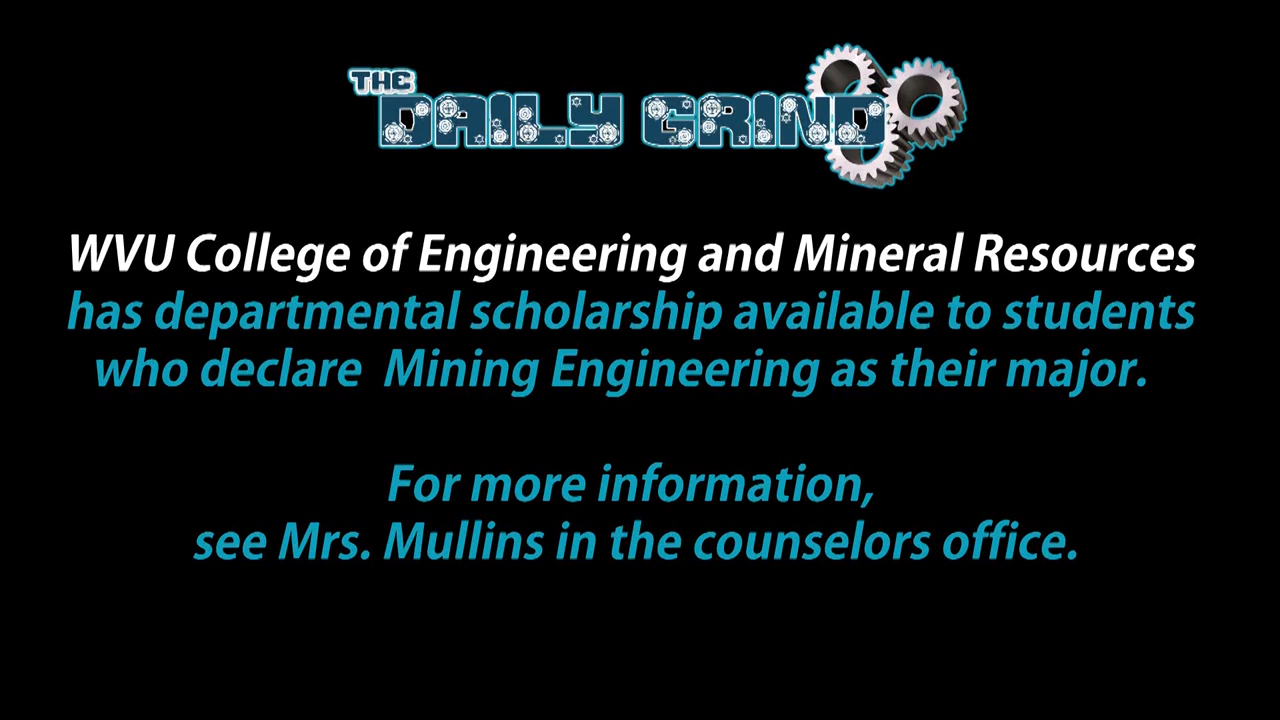 THE
DAILY GRIND
WVU College of Engineering and Mineral Resources
has departmental scholarship available to students
who declare  Mining Engineering as their major.
For more information,
see Mrs. Mullins in the counselors office.